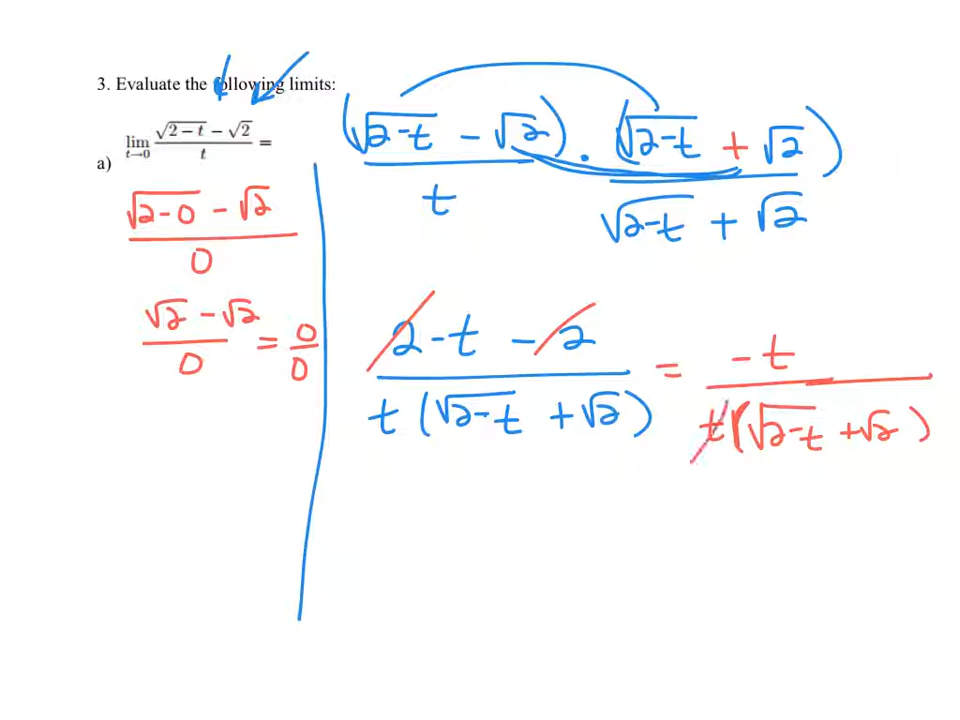 3. Evaluate the following limits:
a) lim t→0 (√(2 − t) − √2) / t =
(√(2-0) - √2) / 0
(√2 - √2) / 0 = 0/0
(√(2-t) - √2) / t · (√(2-t) + √2) / (√(2-t) + √2)
(2 - t - 2) / (t(√(2-t) + √2)) = -t / (t(√(2-t) + √2))